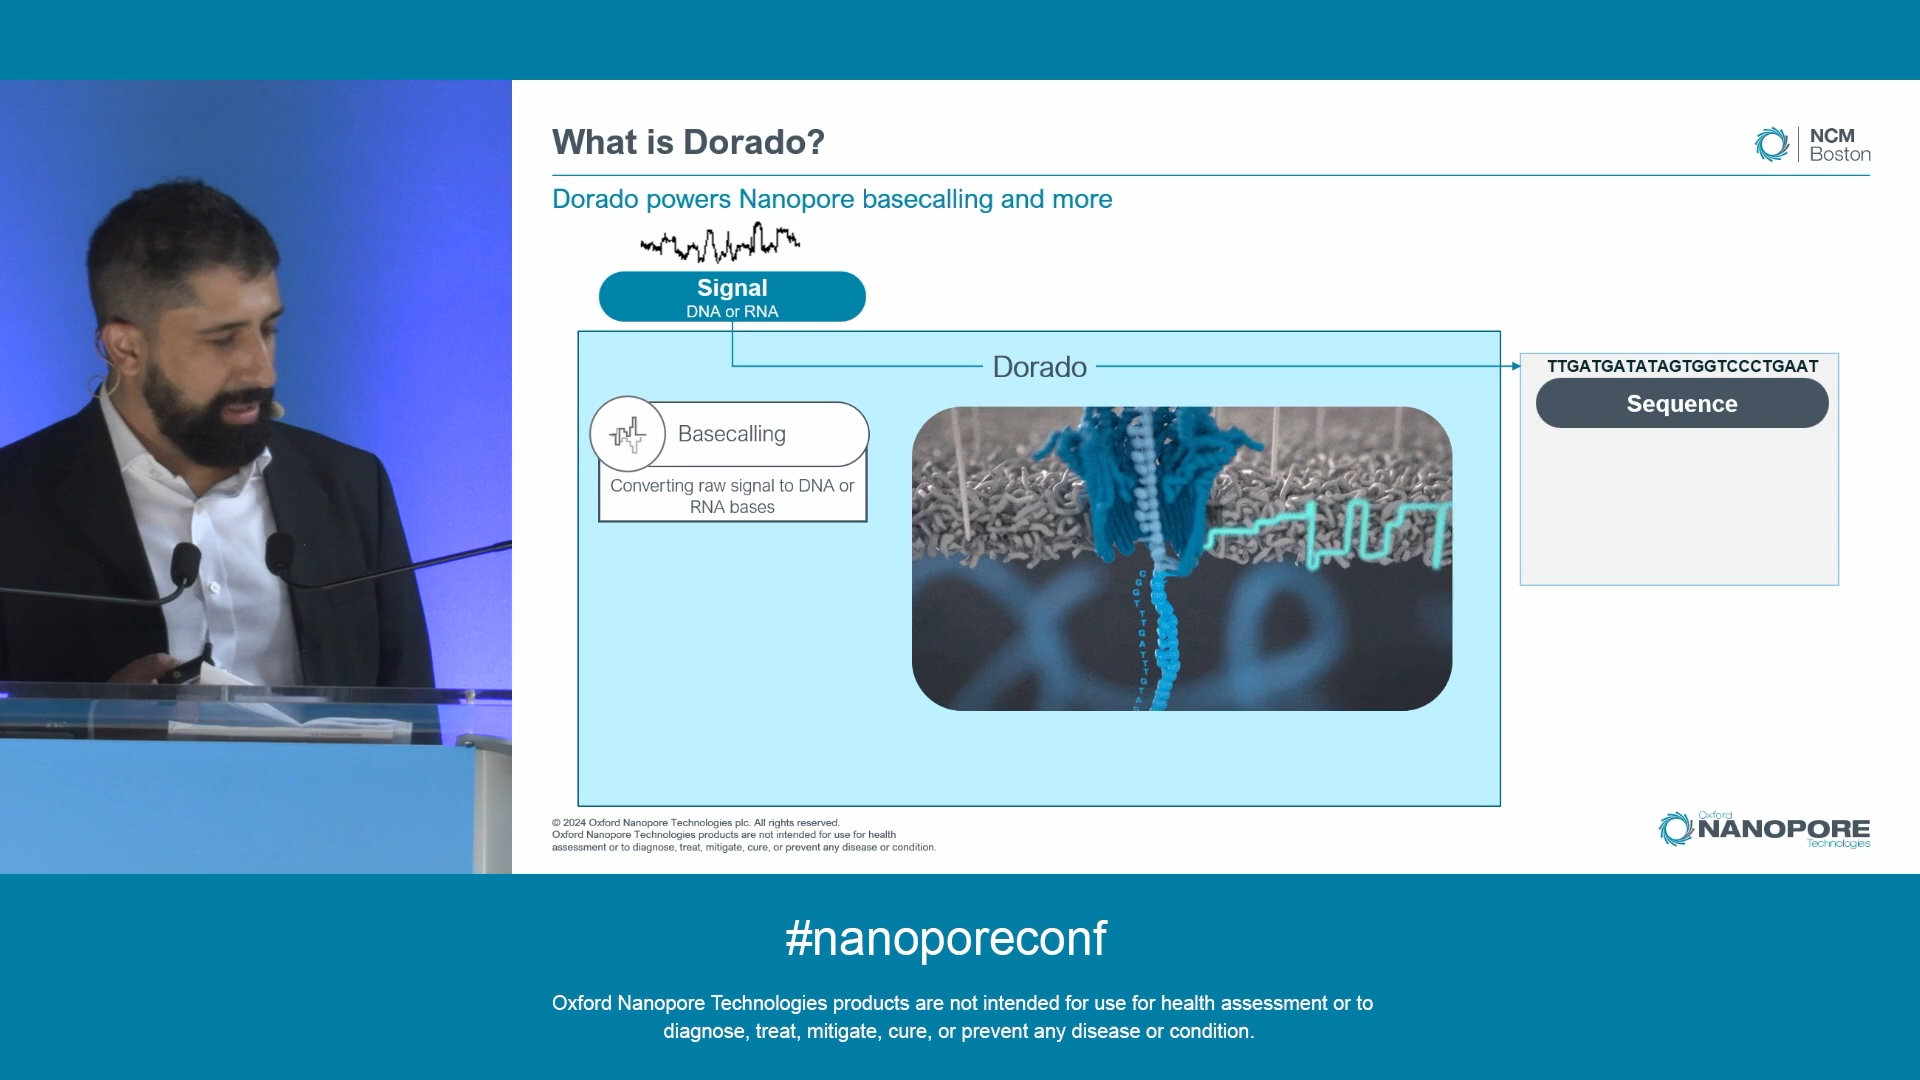 What is Dorado?
NCM
Boston
Dorado powers Nanopore basecalling and more
Signal
DNA or RNA
Dorado
TTGATGATATAGTGGTCCCTGAAT
Sequence
Basecalling
Converting raw signal to DNA or
RNA bases
© 2024 Oxford Nanopore Technologies plc. All rights reserved.
Oxford Nanopore Technologies products are not intended for use for health
assessment or to diagnose, treat, mitigate, cure, or prevent any disease or condition.
Oxford
NANOPORE
Technologies
#nanoporeconf
Oxford Nanopore Technologies products are not intended for use for health assessment or to
diagnose, treat, mitigate, cure, or prevent any disease or condition.